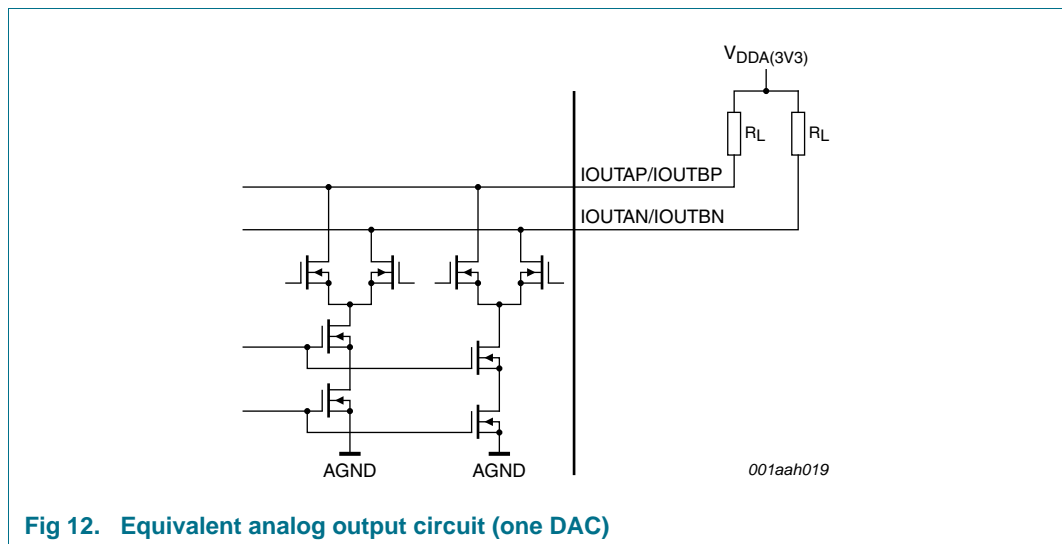 VDDA(3V3)
RL RL
IOUTAP/IOUTBP
IOUTAN/IOUTBN
AGND AGND
001aah019
Fig 12. Equivalent analog output circuit (one DAC)